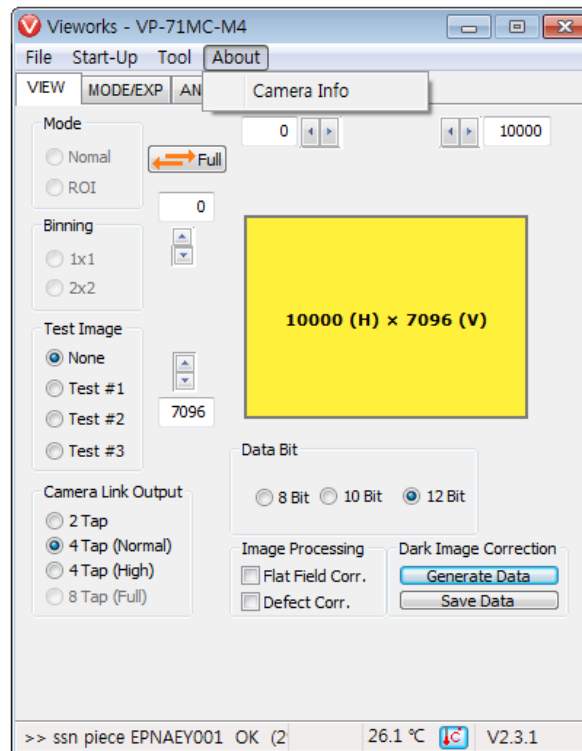 Vieworks - VP-71MC-M4
File Start-Up Tool About
Camera Info
VIEW MODE/EXP AN
Mode
Nomal
ROI
Full
0
10000
0
Binning
1x1
2x2
10000 (H) × 7096 (V)
Test Image
None
Test #1
Test #2
Test #3
7096
Data Bit
8 Bit 10 Bit 12 Bit
Camera Link Output
2 Tap
4 Tap (Normal)
4 Tap (High)
8 Tap (Full)
Image Processing
Flat Field Corr.
Defect Corr.
Dark Image Correction
Generate Data
Save Data
>> ssn piece EPNAEY001 OK (2 26.1 ℃ C V2.3.1